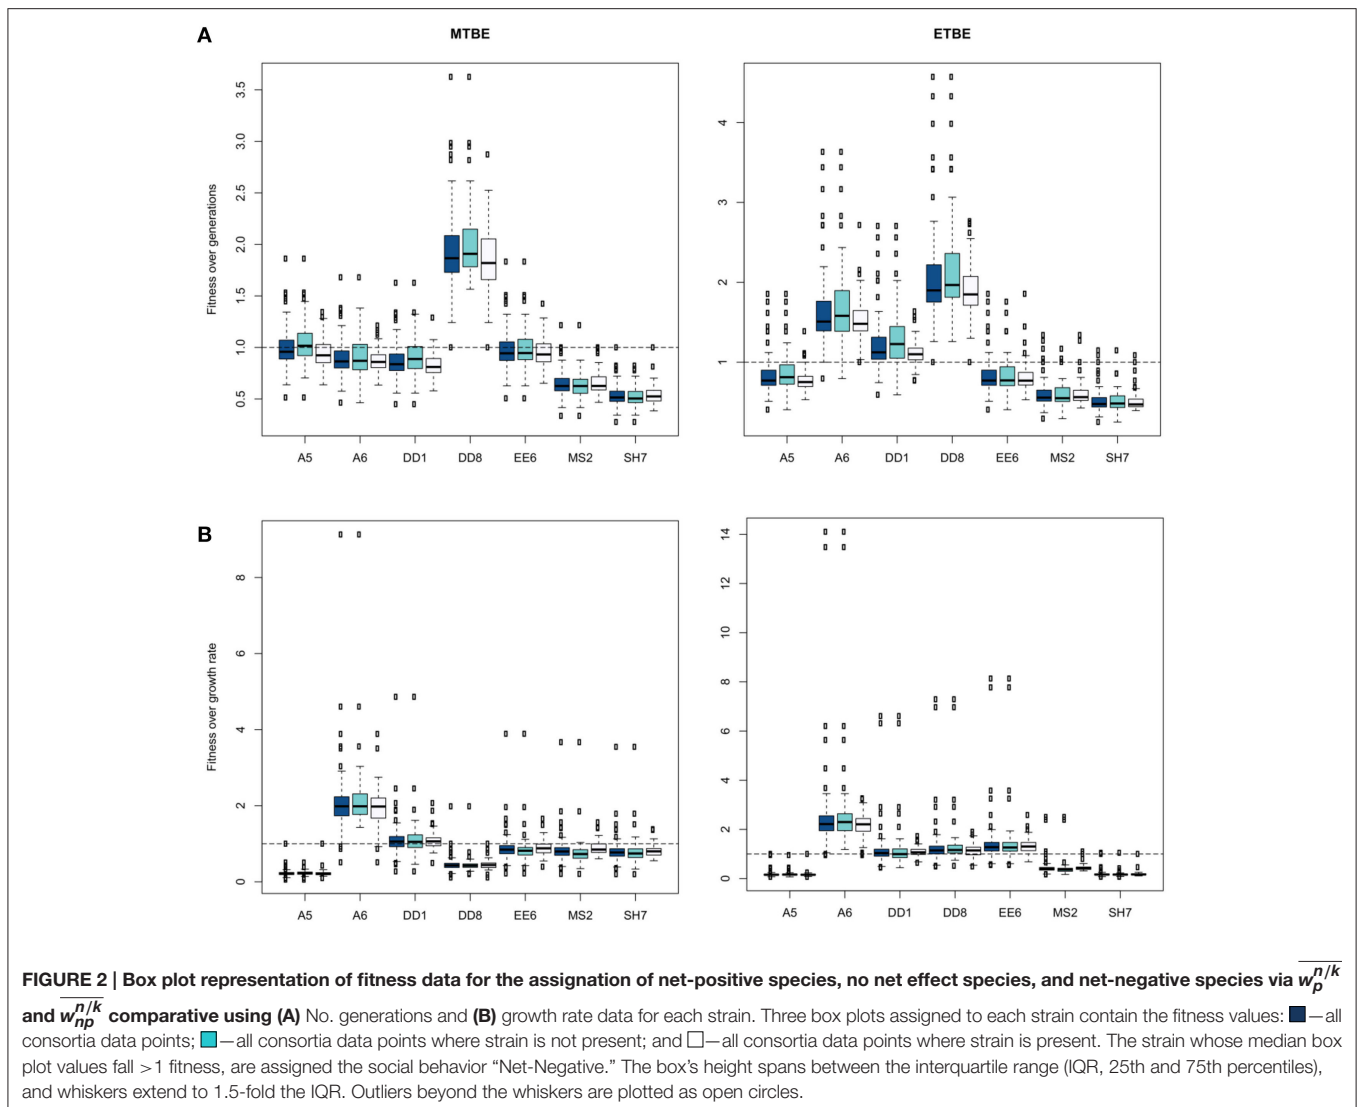 A
MTBE
ETBE
Fitness over generations
3.5
3.0
2.5
2.0
1.5
1.0
0.5
4
3
2
1
A5 A6 DD1 DD8 EE6 MS2 SH7
A5 A6 DD1 DD8 EE6 MS2 SH7
B
Fitness over growth rate
8
6
4
2
0
14
12
10
8
6
4
2
0
A5 A6 DD1 DD8 EE6 MS2 SH7
A5 A6 DD1 DD8 EE6 MS2 SH7
FIGURE 2 | Box plot representation of fitness data for the assignation of net-positive species, no net effect species, and net-negative species via w_p^{n/k}
and w_{np}^{n/k} comparative using (A) No. generations and (B) growth rate data for each strain. Three box plots assigned to each strain contain the fitness values: ■—all
consortia data points; ■—all consortia data points where strain is not present; and □—all consortia data points where strain is present. The strain whose median box
plot values fall >1 fitness, are assigned the social behavior “Net-Negative.” The box’s height spans between the interquartile range (IQR, 25th and 75th percentiles),
and whiskers extend to 1.5-fold the IQR. Outliers beyond the whiskers are plotted as open circles.